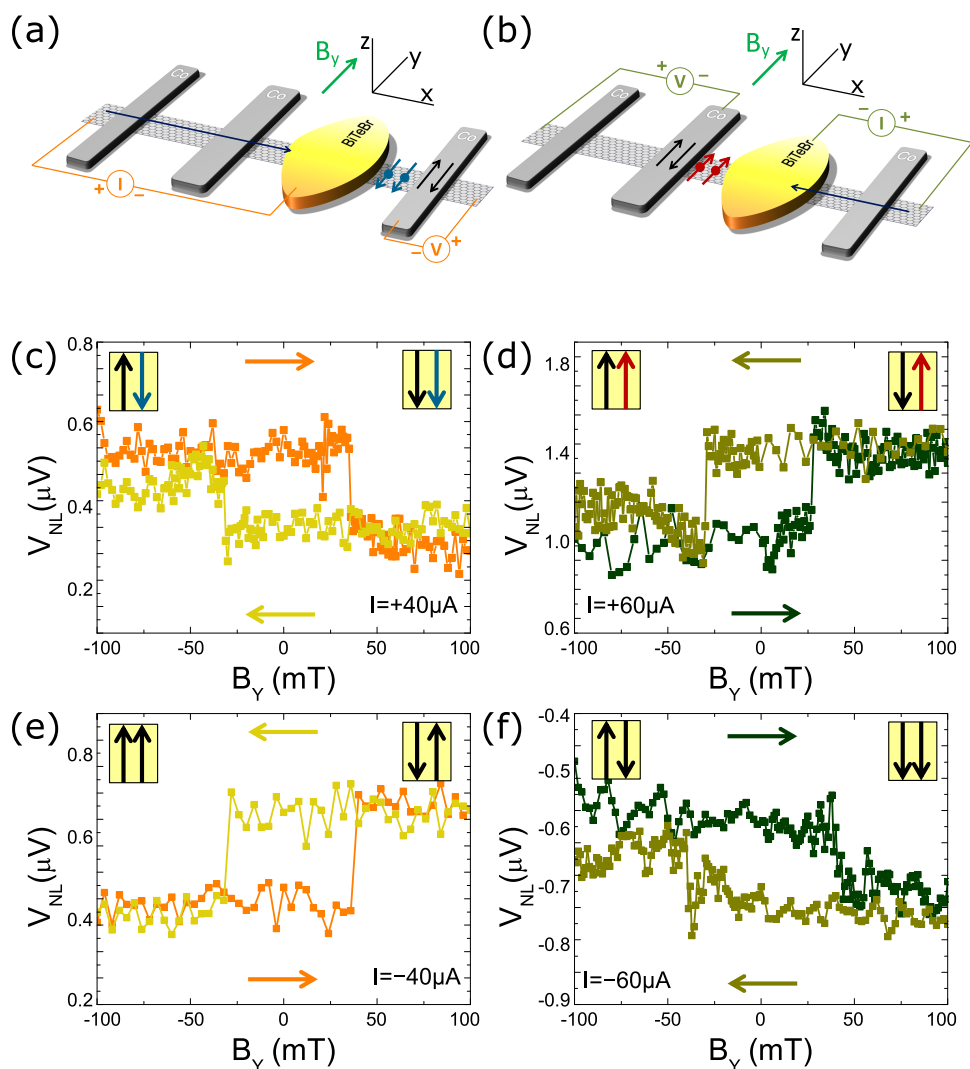 (a)
z
y
x
B_Y
Co
Co
Co
BiTeBr
+ I −
− V +
(b)
z
y
x
B_Y
+ V −
− I +
Co
Co
Co
BiTeBr
(c)
V_NL (μV)
0.8
0.6
0.4
0.2
I=+40μA
-100 -50 0 50 100
B_Y (mT)
(d)
V_NL (μV)
1.8
1.4
1.0
0.6
I=+60μA
-100 -50 0 50 100
B_Y (mT)
(e)
V_NL (μV)
0.8
0.6
0.4
0.2
I=−40μA
-100 -50 0 50 100
B_Y (mT)
(f)
V_NL (μV)
-0.4
-0.5
-0.6
-0.7
-0.8
-0.9
I=−60μA
-100 -50 0 50 100
B_Y (mT)